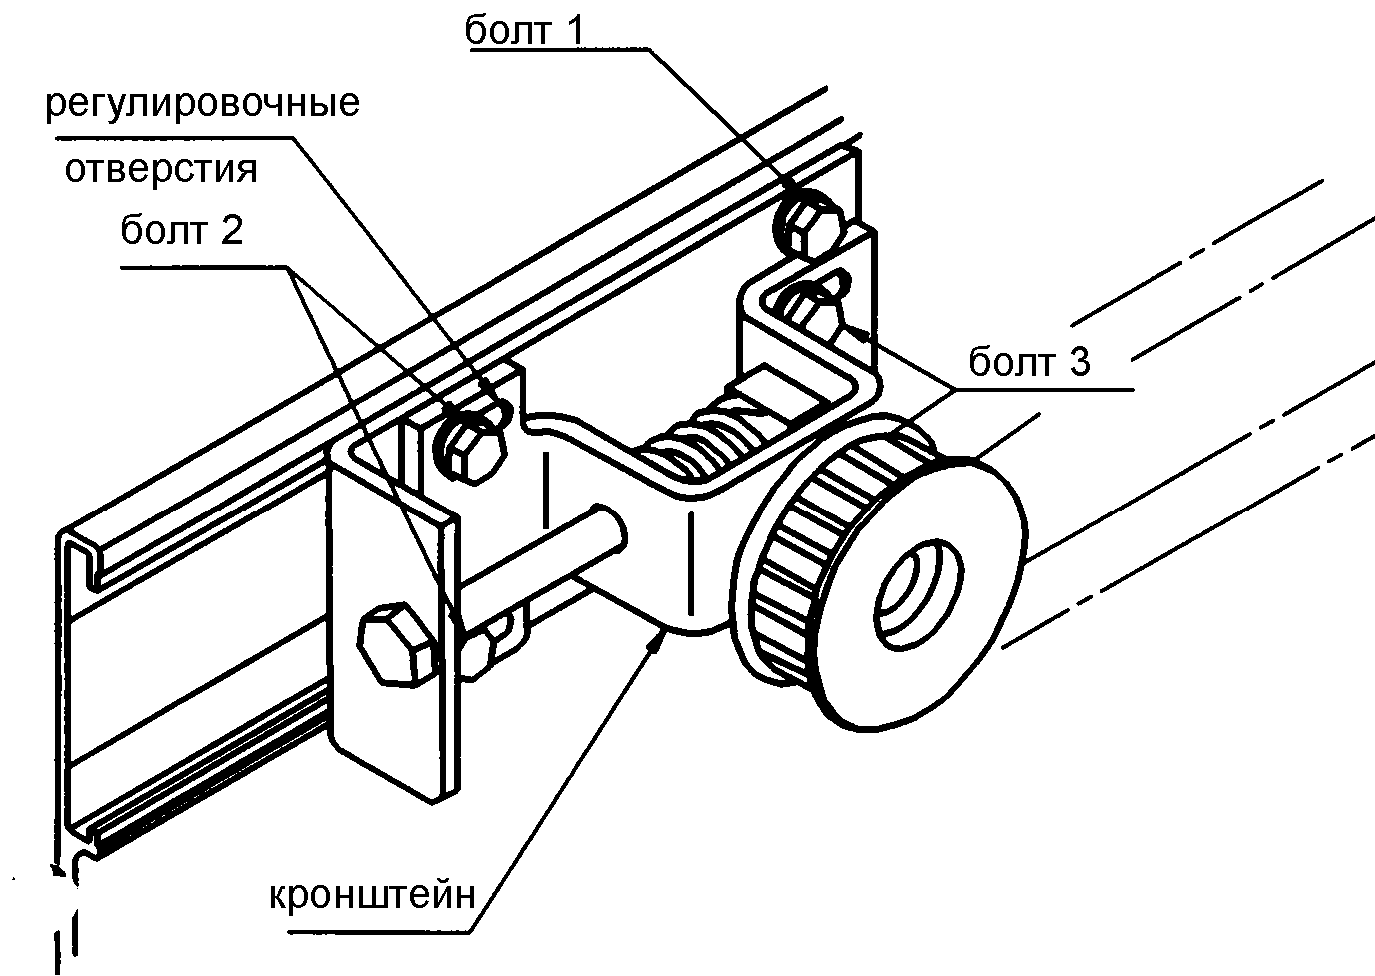 болт 1
регулировочные
отверстия
болт 2
болт 3
кронштейн